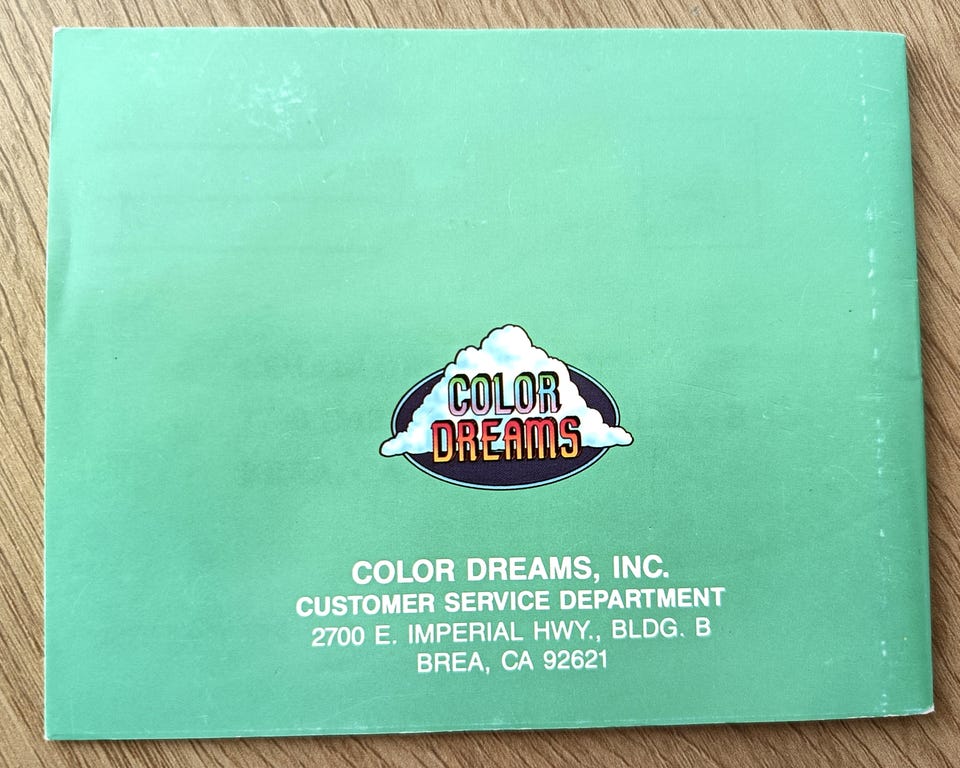 COLOR
DREAMS
COLOR DREAMS, INC.
CUSTOMER SERVICE DEPARTMENT
2700 E. IMPERIAL HWY., BLDG. B
BREA, CA 92621